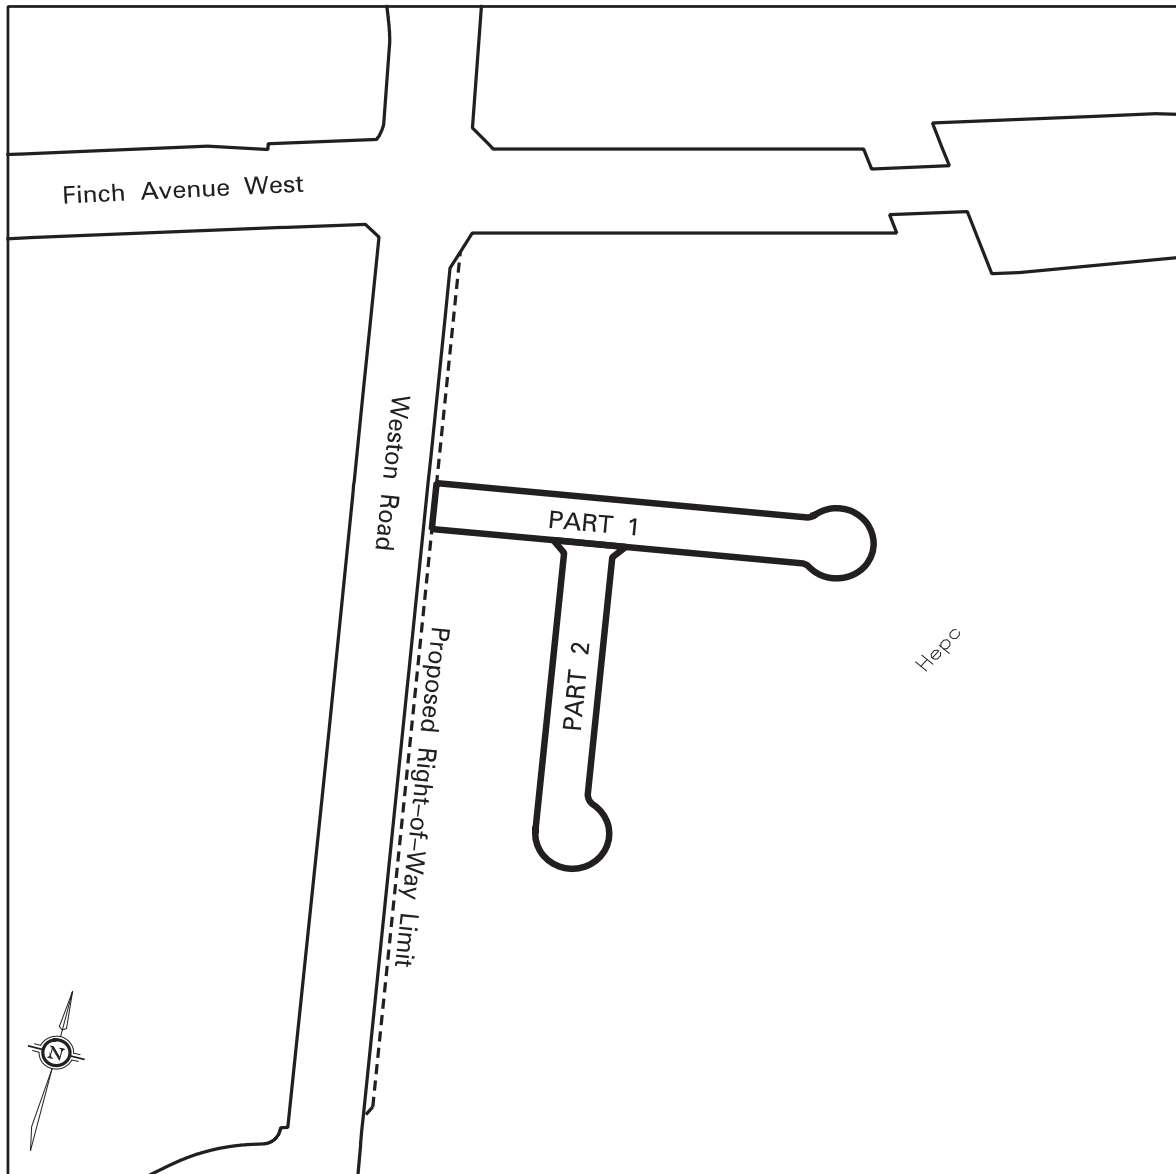 Finch Avenue West
Weston Road
PART 1
Proposed Right-of-Way Limit
PART 2
Hepc
N